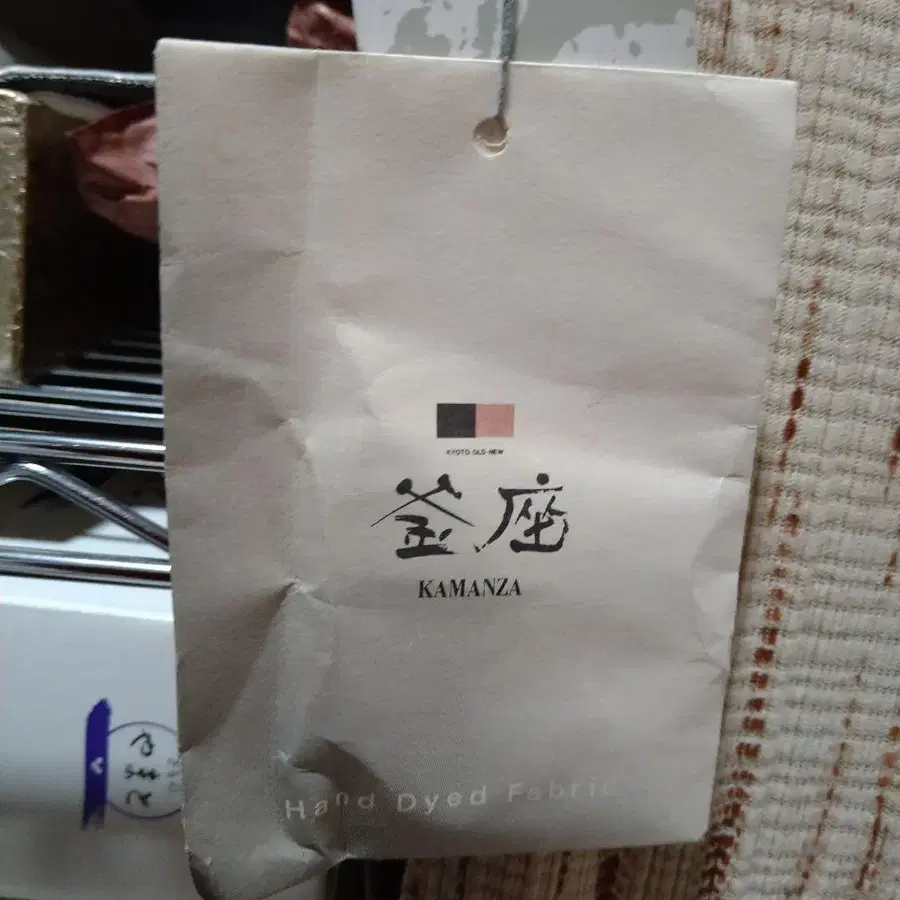 KYOTO OLD-NEW
釜座
KAMANZA
Hand Dyed Fabric